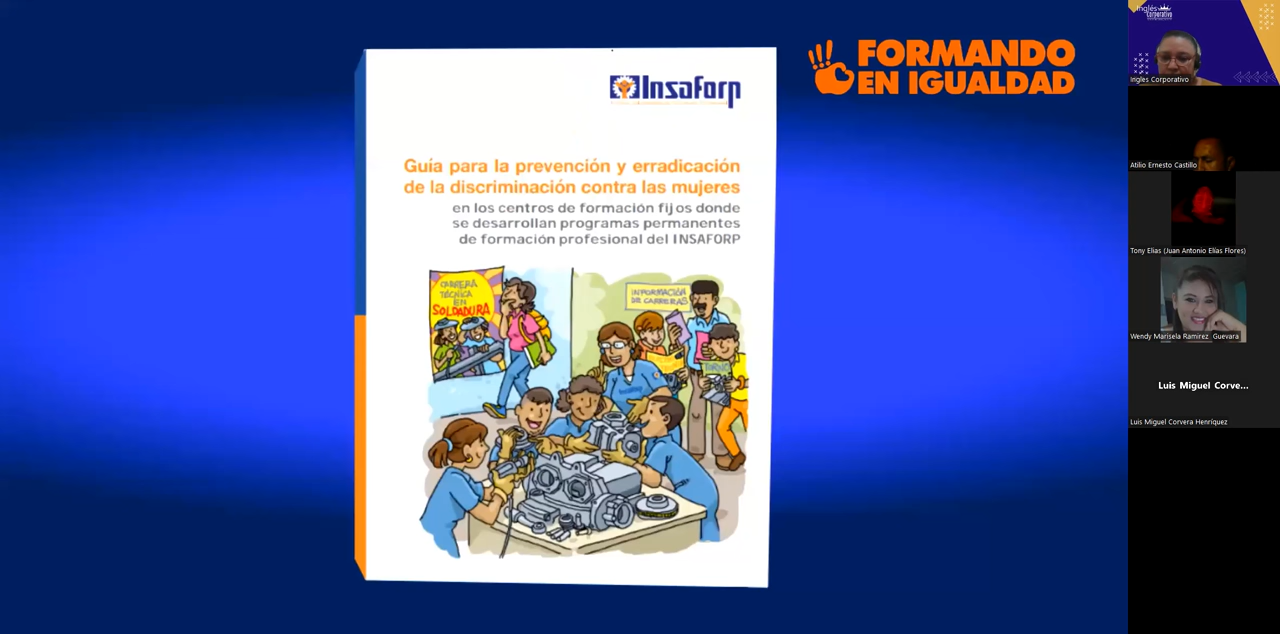 FORMANDO
EN IGUALDAD
Insaforp
Guía para la prevención y erradicación
de la discriminación contra las mujeres
en los centros de formación fijos donde
se desarrollan programas permanentes
de formación profesional del INSAFORP
CARRERA
TÉCNICA
EN
SOLDADURA
INFORMACIÓN
DE CARRERAS
Inglés
Corporativo
Ingles Corporativo
Atilio Ernesto Castillo
Tony Elias (Juan Antonio Elías Flores)
Wendy Marisela Ramirez Guevara
Luis Miguel Corve...
Luis Miguel Corvera Henríquez